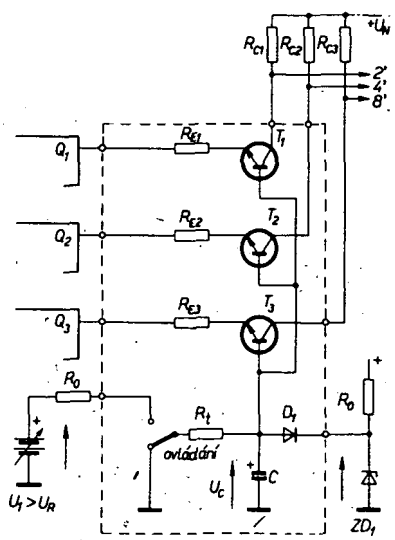 +U_N
R_C1 R_C2 R_C3
2'
4'
8'
Q_1 R_E1 T_1
Q_2 R_E2 T_2
Q_3 R_E3 T_3
R_0 R_t D_1 R_0
+
ovládání
+
+
U_1 > U_R U_C C ZD_1